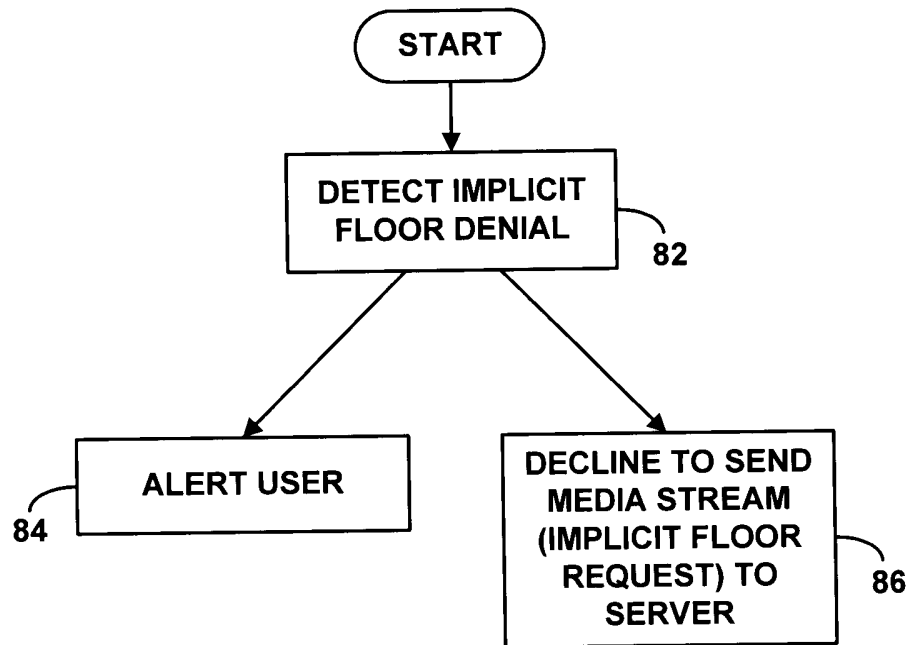 START
DETECT IMPLICIT
FLOOR DENIAL
82
ALERT USER
84
DECLINE TO SEND
MEDIA STREAM
(IMPLICIT FLOOR
REQUEST) TO
SERVER
86